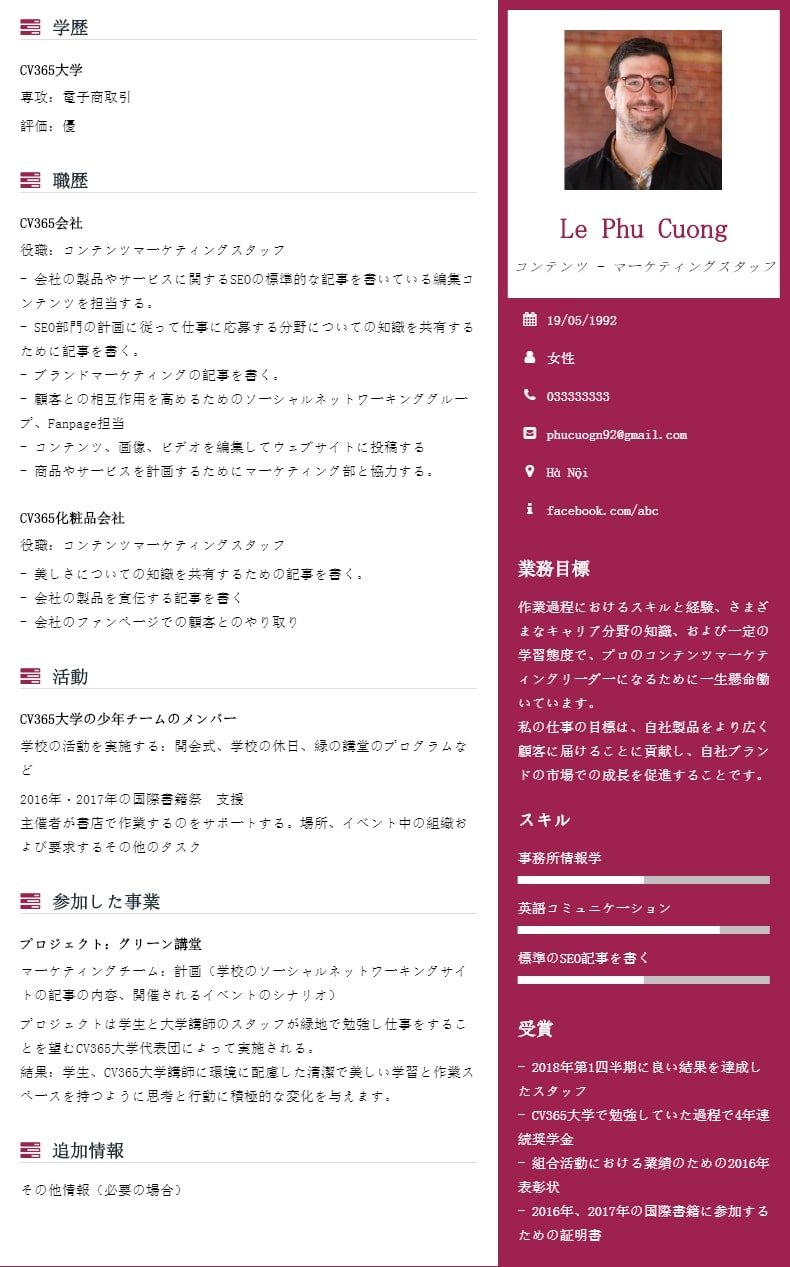 学歴
CV365大学
専攻: 電子商取引
評価: 優
職歴
CV365会社
役職: コンテンツマーケティングスタッフ
- 会社の製品やサービスに関するSEOの標準的な記事を書いている編集コ
ンテンツを担当する。
- SEO部門の計画に従って仕事に応募する分野についての知識を共有する
ために記事を書く。
- ブランドマーケティングの記事を書く。
- 顧客との相互作用を高めるためのソーシャルネットワーキンググルー
プ、Fanpage担当
- コンテンツ、画像、ビデオを編集してウェブサイトに投稿する
- 商品やサービスを計画するためにマーケティング部と協力する。
CV365化粧品会社
役職: コンテンツマーケティングスタッフ
- 美しさについての知識を共有するための記事を書く。
- 会社の製品を宣伝する記事を書く
- 会社のファンページでの顧客とのやり取り
活動
CV365大学の少年チームのメンバー
学校の活動を実施する: 開会式、学校の休日、緑の講堂のプログラムな
ど
2016年・2017年の国際書籍祭　支援
主催者が書店で作業するのをサポートする。場所、イベント中の組織お
よび要求するその他のタスク
参加した事業
プロジェクト: グリーン講堂
マーケティングチーム: 計画（学校のソーシャルネットワーキングサイ
トの記事の内容、開催されるイベントのシナリオ）
プロジェクトは学生と大学講師のスタッフが緑地で勉強し仕事をするこ
とを望むCV365大学代表団によって実施される。
結果: 学生、CV365大学講師に環境に配慮した清潔で美しい学習と作業ス
ペースを持つように思考と行動に積極的な変化を与えます。
追加情報
その他情報（必要の場合）
Le Phu Cuong
コンテンツ - マーケティングスタッフ
19/05/1992
女性
033333333
phucuogn92@gmail.com
Hà Nội
facebook.com/abc
業務目標
作業過程におけるスキルと経験、さまざ
まなキャリア分野の知識、および一定の
学習態度で、プロのコンテンツマーケテ
ィングリーダーになるために一生懸命働
いています。
私の仕事の目標は、自社製品をより広く
顧客に届けることに貢献し、自社ブラン
ドの市場での成長を促進することです。
スキル
事務所情報学
英語コミュニケーション
標準のSEO記事を書く
受賞
- 2018年第1四半期に良い結果を達成し
たスタッフ
- CV365大学で勉強していた過程で4年連
続奨学金
- 組合活動における業績のための2016年
表彰状
- 2016年、2017年の国際書籍に参加する
ための証明書